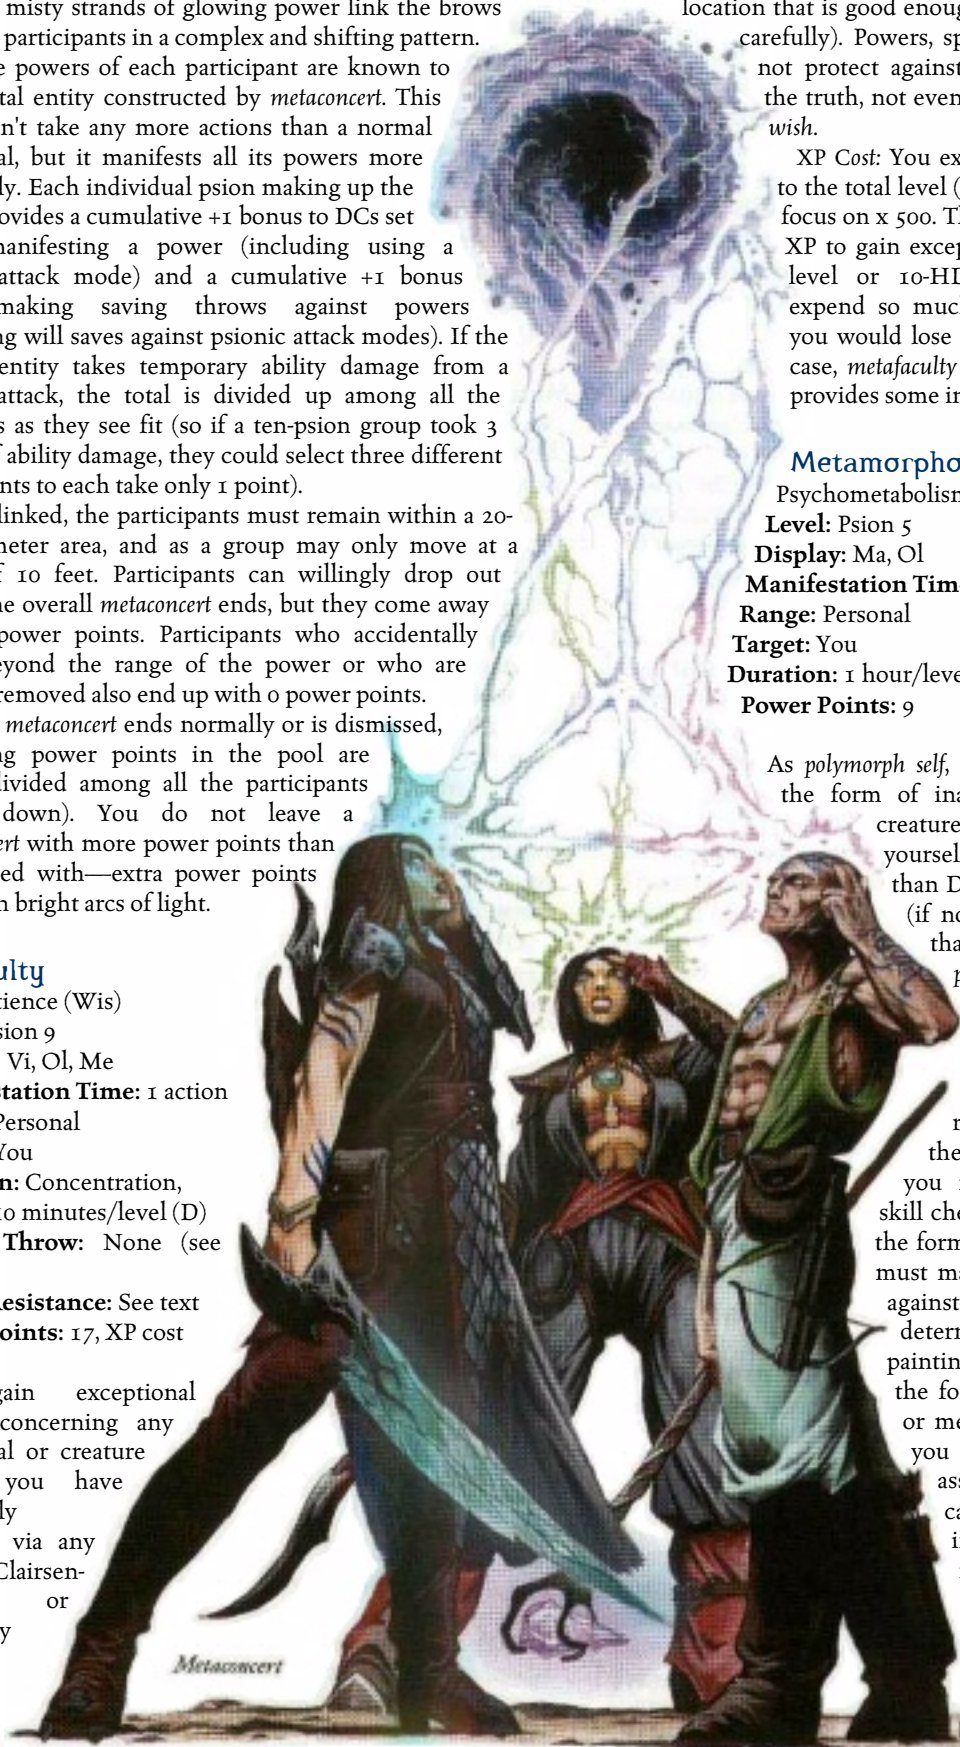 misty strands of glowing power link the brows
participants in a complex and shifting pattern.
powers of each participant are known to
tal entity constructed by metaconcert. This
n't take any more actions than a normal
al, but it manifests all its powers more
ly. Each individual psion making up the
ovides a cumulative +1 bonus to DCs set
manifesting a power (including using a
attack mode) and a cumulative +1 bonus
making saving throws against powers
ng will saves against psionic attack modes). If the
entity takes temporary ability damage from a
attack, the total is divided up among all the
s as they see fit (so if a ten-psion group took 3
f ability damage, they could select three different
nts to each take only 1 point).
linked, the participants must remain within a 20-
meter area, and as a group may only move at a
f 10 feet. Participants can willingly drop out
he overall metaconcert ends, but they come away
power points. Participants who accidentally
eyond the range of the power or who are
removed also end up with 0 power points.
metaconcert ends normally or is dismissed,
ng power points in the pool are
divided among all the participants
down). You do not leave a
ert with more power points than
ed with—extra power points
n bright arcs of light.
ulty
ience (Wis)
sion 9
Vi, Ol, Me
station Time: 1 action
Personal
You
n: Concentration,
10 minutes/level (D)
Throw: None (see
Resistance: See text
oints: 17, XP cost
gain exceptional
concerning any
al or creature
you have
ly
via any
Clairsen-
or
y
Metaconcert
location that is good enoug
carefully). Powers, sp
not protect against
the truth, not even
wish.
XP Cost: You ex
to the total level (
focus on x 500. Th
XP to gain excep
level or 10-HD
expend so much
you would lose
case, metafaculty
provides some in
Metamorpho
Psychometabolism
Level: Psion 5
Display: Ma, Ol
Manifestation Time
Range: Personal
Target: You
Duration: 1 hour/leve
Power Points: 9
As polymorph self,
the form of ina
creature
yoursel
than D
(if no
tha
p
r
the
you
skill che
the form
must ma
against
determ
paintin
the fo
or me
you
ass
ca
i